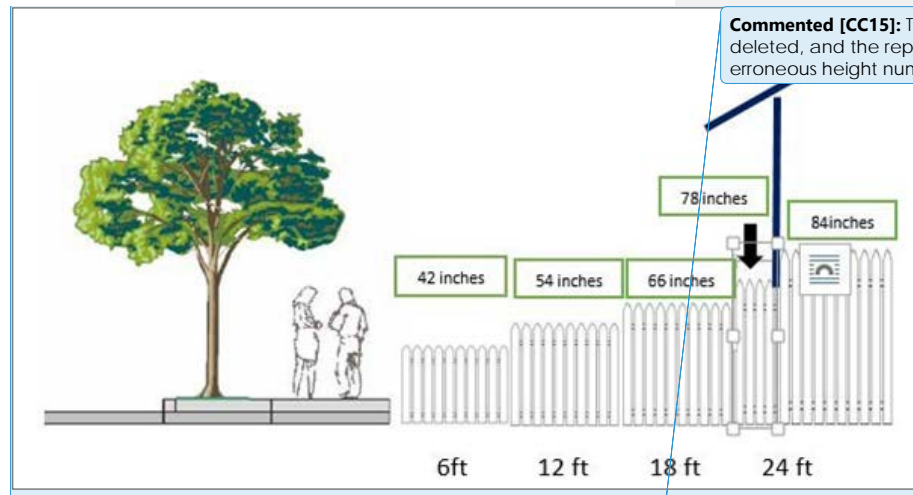 Commented [CC15]: T
deleted, and the rep
erroneous height num
78 inches
84inches
42 inches
54 inches
66 inches
6ft
12 ft
18 ft
24 ft